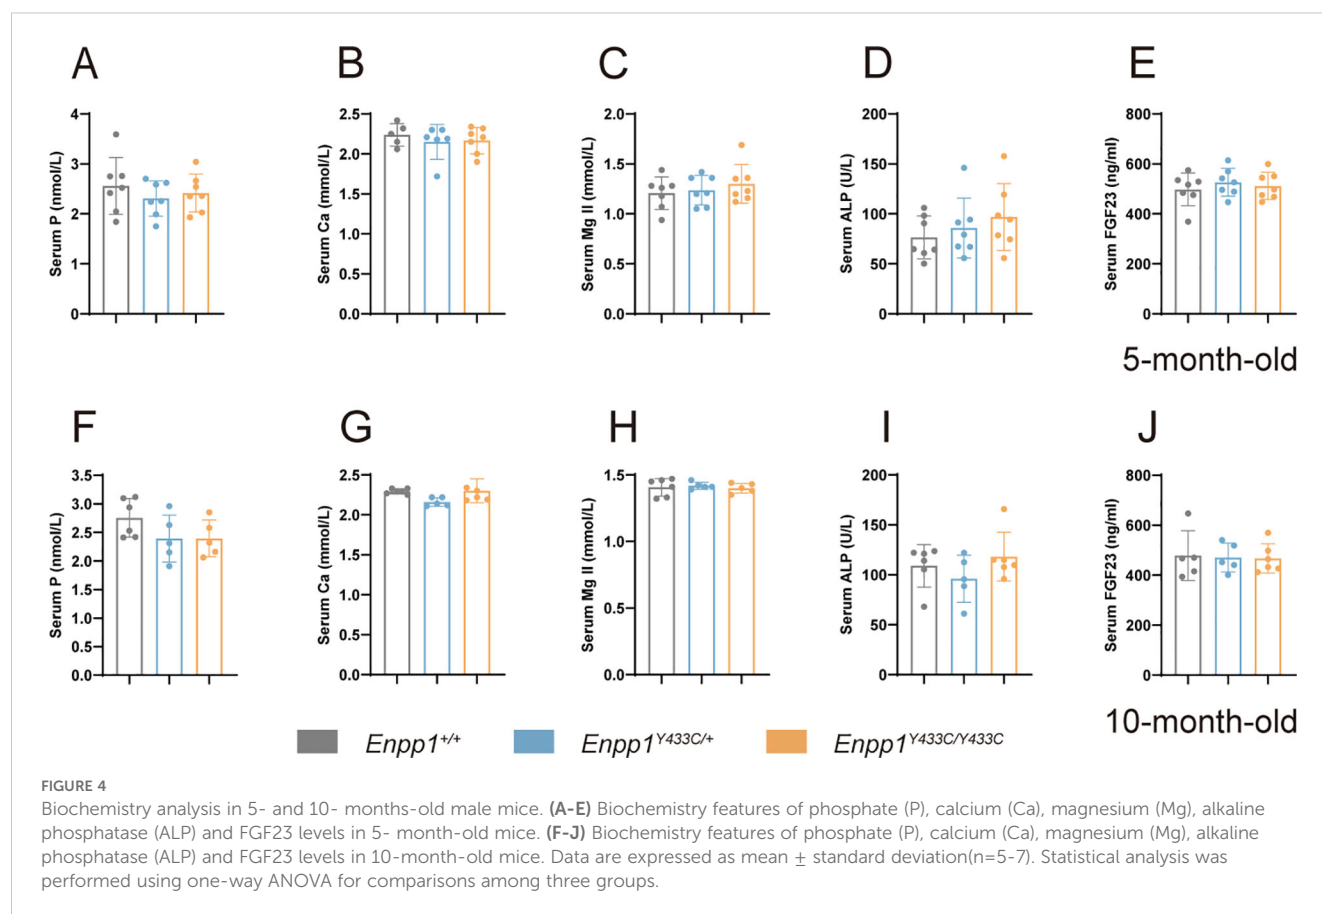 A
B
C
D
E
Serum P (mmol/L)
4
3
2
1
0
Serum Ca (mmol/L)
2.5
2.0
1.5
1.0
0.5
0.0
Serum Mg II (mmol/L)
2.0
1.5
1.0
0.5
0.0
Serum ALP (U/L)
200
150
100
50
0
Serum FGF23 (ng/ml)
800
600
400
200
0
5-month-old
F
G
H
I
J
Serum P (nmol/L)
3.5
3.0
2.5
2.0
1.5
1.0
0.5
0.0
Serum Ca (mmol/L)
2.5
2.0
1.5
1.0
0.5
0.0
Serum Mg II (mmol/L)
1.5
1.0
0.5
0.0
Serum ALP (U/L)
200
150
100
50
0
Serum FGF23 (ng/ml)
800
600
400
200
0
10-month-old
Enpp1+/+
Enpp1Y433C/+
Enpp1Y433C/Y433C
FIGURE 4
Biochemistry analysis in 5- and 10- months-old male mice. (A-E) Biochemistry features of phosphate (P), calcium (Ca), magnesium (Mg), alkaline
phosphatase (ALP) and FGF23 levels in 5- month-old mice. (F-J) Biochemistry features of phosphate (P), calcium (Ca), magnesium (Mg), alkaline
phosphatase (ALP) and FGF23 levels in 10-month-old mice. Data are expressed as mean ± standard deviation(n=5-7). Statistical analysis was
performed using one-way ANOVA for comparisons among three groups.